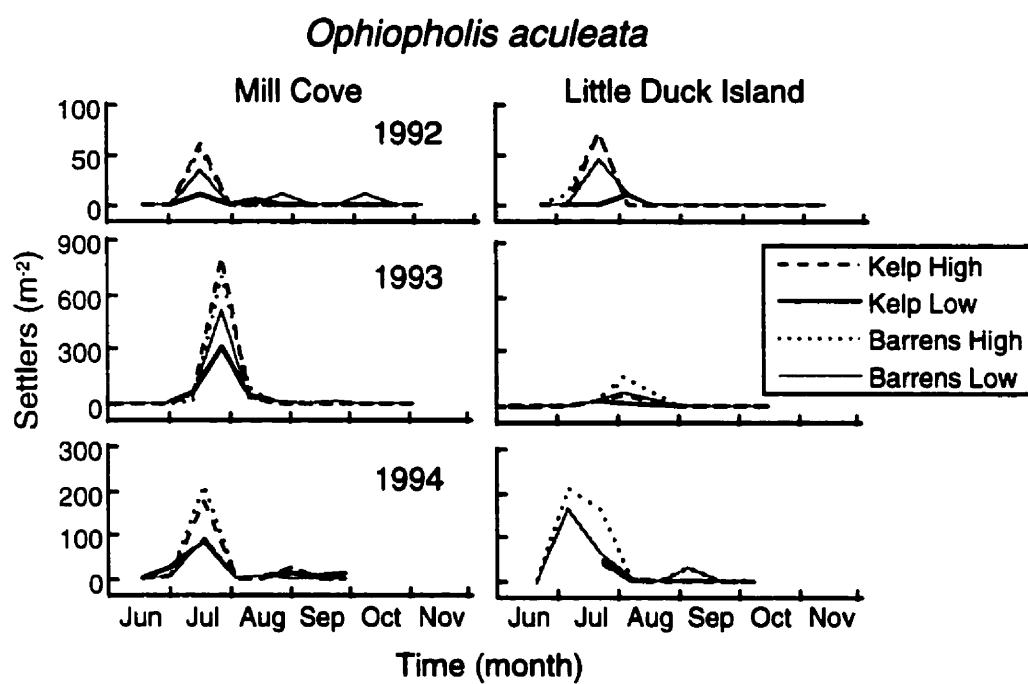 Ophiopholis aculeata
Mill Cove
Little Duck Island
Settlers (m-2)
100
50
0
1992
900
600
300
0
1993
Kelp High
Kelp Low
Barrens High
Barrens Low
300
200
100
0
1994
Jun Jul Aug Sep Oct Nov
Jun Jul Aug Sep Oct Nov
Time (month)